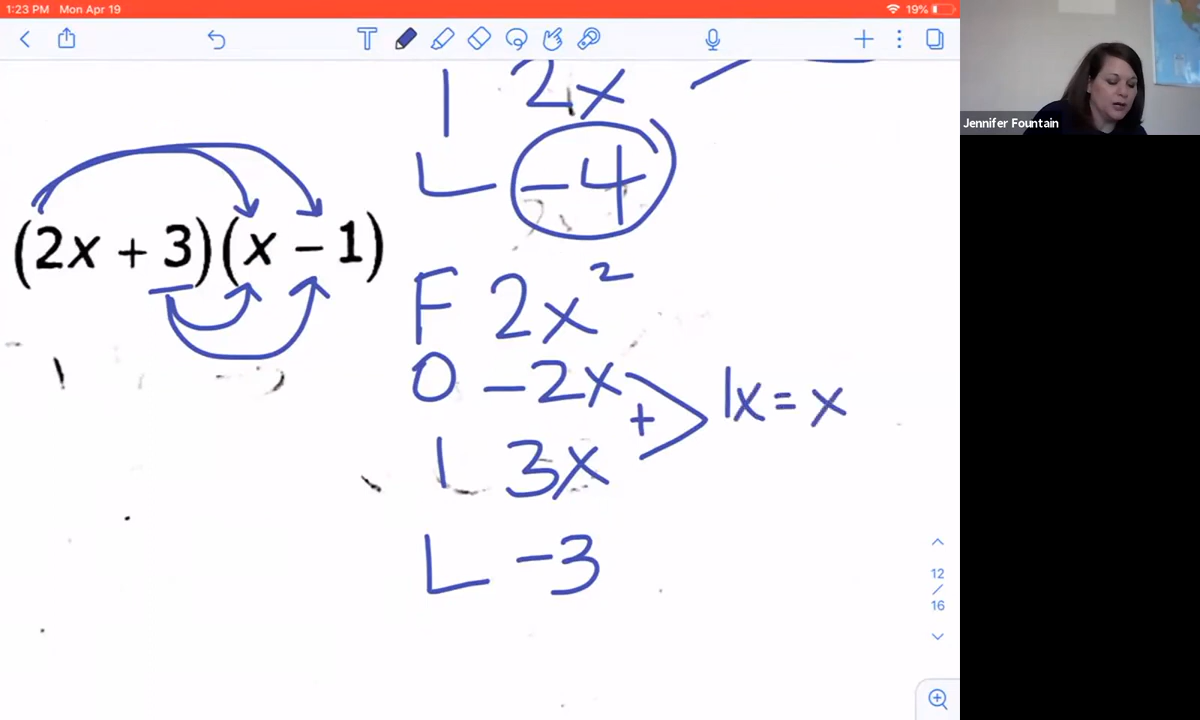 1:23 PM Mon Apr 19
19%
T
Jennifer Fountain
I 2x
L -4
(2x + 3)(x - 1)
F 2x²
O -2x
+
1x = x
I 3x
L -3
12
/
16